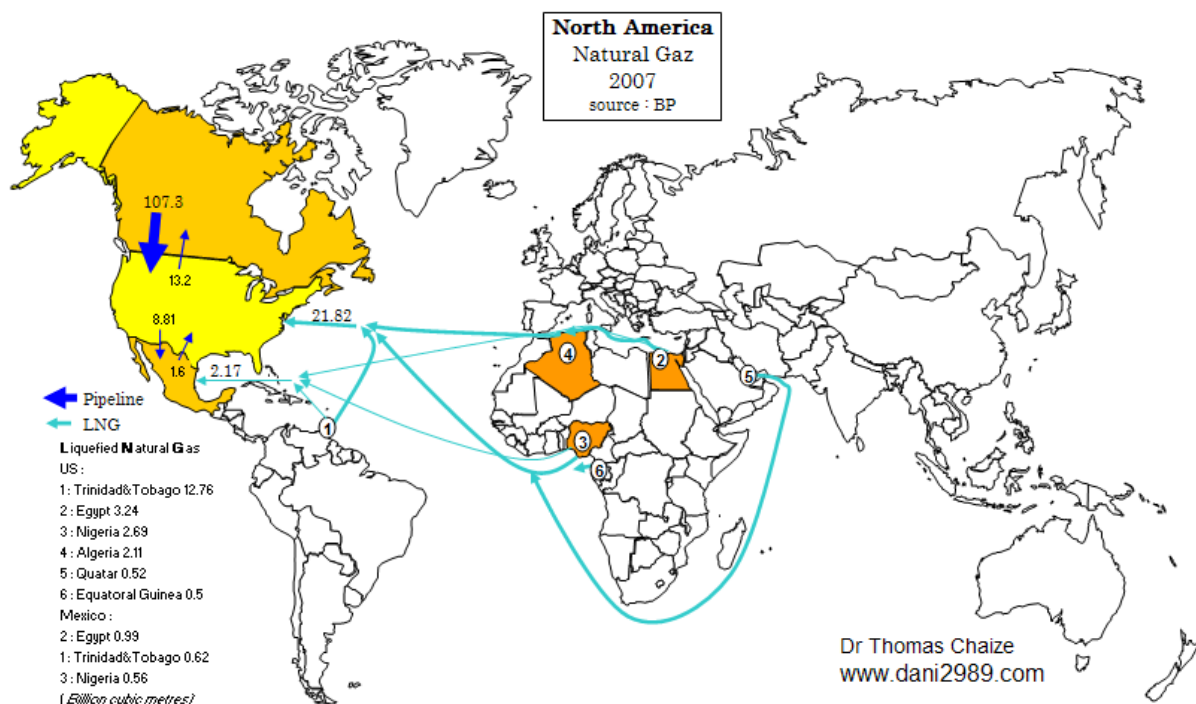 North America
Natural Gaz
2007
source : BP
107.3
13.2
8.81
21.82
1.6
2.17
4
2
5
1
3
6
Pipeline
LNG
Liquefied Natural Gas
US :
1 : Trinidad&Tobago 12.76
2 : Egypt 3.24
3 : Nigeria 2.69
4 : Algeria 2.11
5 : Quatar 0.52
6 : Equatoral Guinea 0.5
Mexico :
2 : Egypt 0.99
1 : Trinidad&Tobago 0.62
3 : Nigeria 0.56
(Billion cubic metres)
Dr Thomas Chaize
www.dani2989.com